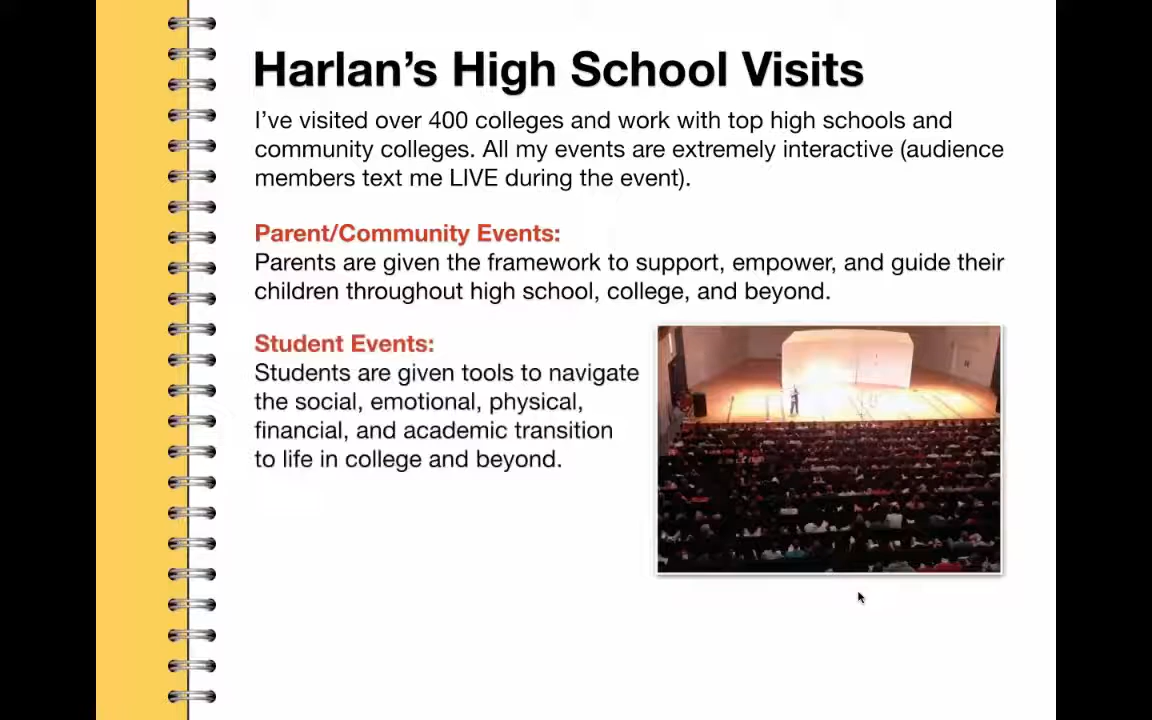 Harlan’s High School Visits
I’ve visited over 400 colleges and work with top high schools and
community colleges. All my events are extremely interactive (audience
members text me LIVE during the event).
Parent/Community Events:
Parents are given the framework to support, empower, and guide their
children throughout high school, college, and beyond.
Student Events:
Students are given tools to navigate
the social, emotional, physical,
financial, and academic transition
to life in college and beyond.